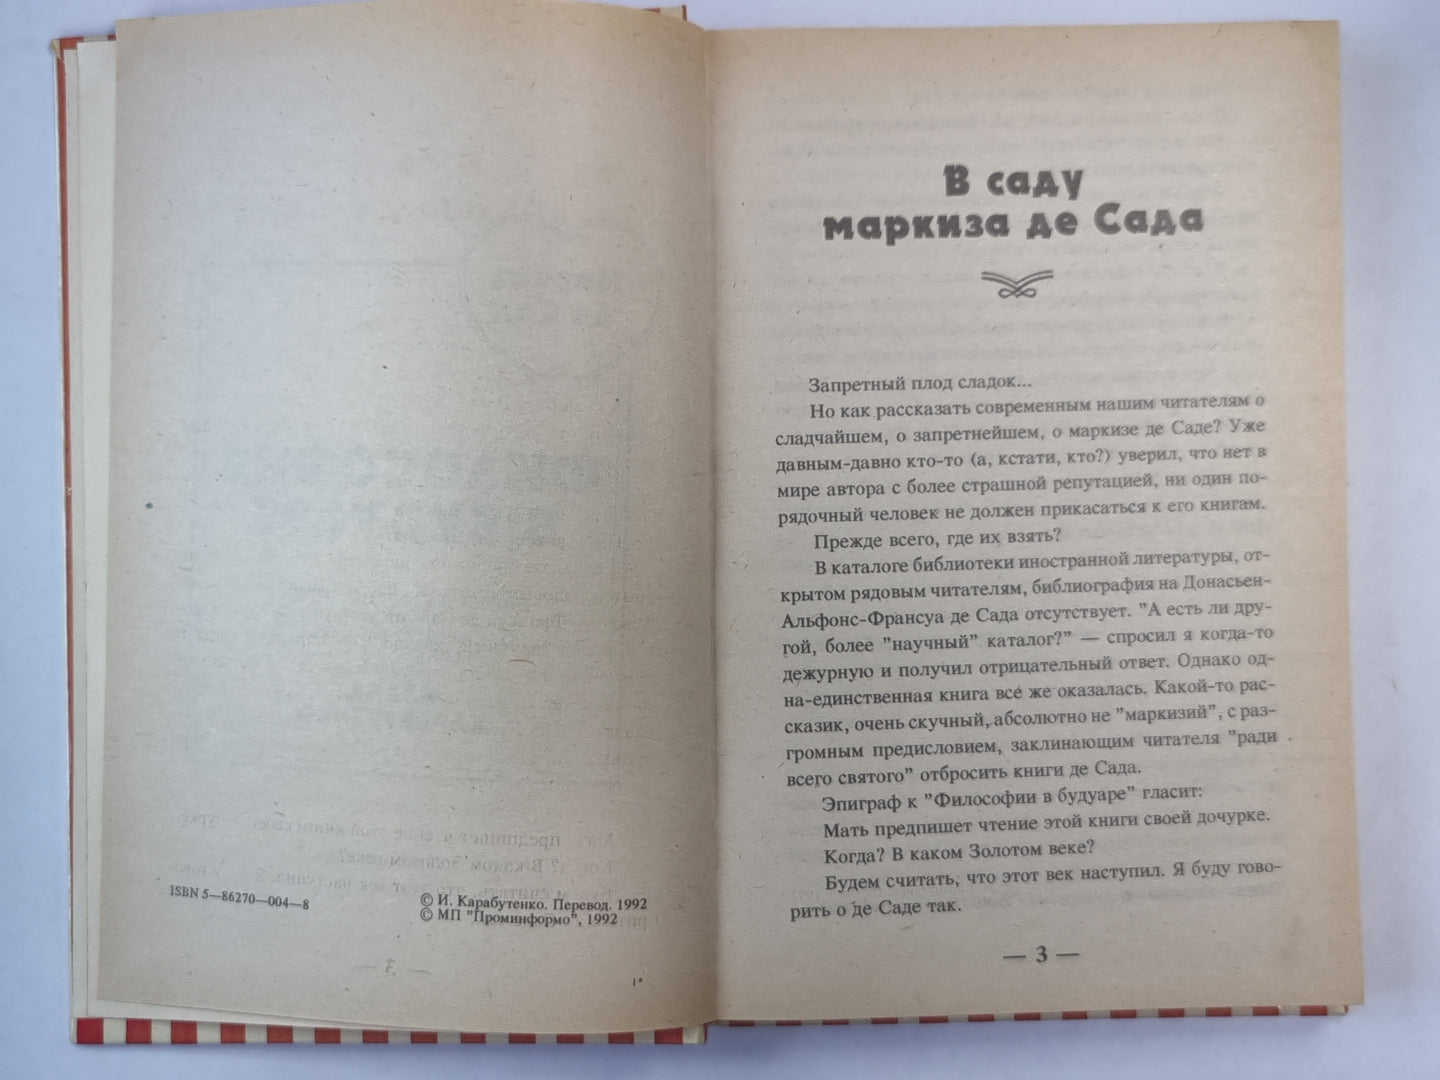 ISBN 5—86270—004—8
© И. Карабутенко. Перевод. 1992
© МП "Проминформо", 1992
1*
В саду
маркиза де Сада
Запретный плод сладок...
Но как рассказать современным нашим читателям о
сладчайшем, о запретнейшем, о маркизе де Саде? Уже
давным-давно кто-то (а, кстати, кто?) уверил, что нет в
мире автора с более страшной репутацией, ни один по-
рядочный человек не должен прикасаться к его книгам.
Прежде всего, где их взять?
В каталоге библиотеки иностранной литературы, от-
крытом рядовым читателям, библиография на Донасьен-
Альфонс-Франсуа де Сада отсутствует. "А есть ли дру-
гой, более "научный" каталог?" — спросил я когда-то
дежурную и получил отрицательный ответ. Однако од-
на-единственная книга все же оказалась. Какой-то рас-
сказик, очень скучный, абсолютно не "маркизий", с раз-
громным предисловием, заклинающим читателя "ради
всего святого" отбросить книги де Сада.
Эпиграф к "Философии в будуаре" гласит:
Мать предпишет чтение этой книги своей дочурке.
Когда? В каком Золотом веке?
Будем считать, что этот век наступил. Я буду гово-
рить о де Саде так.
— 3 —